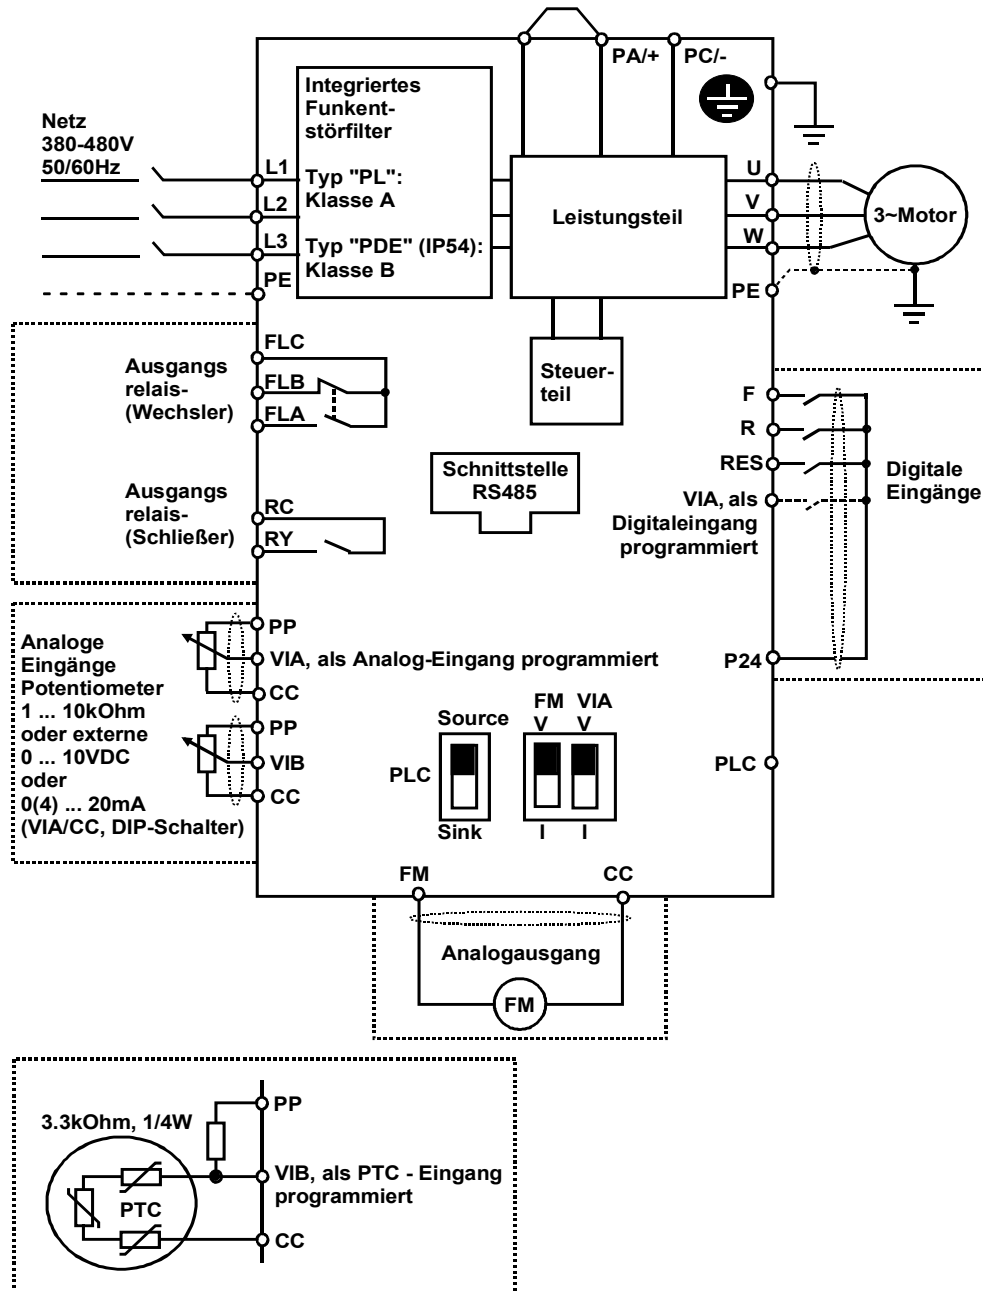 PA/+ PC/-
Integriertes
Funkent-
störfilter
Netz
380-480V
50/60Hz
L1
Typ "PL":
Klasse A
L2
L3
Typ "PDE" (IP54):
Klasse B
PE
Leistungsteil
U
V
W
PE
3~Motor
Steuer-
teil
Ausgangs
relais-
(Wechsler)
FLC
FLB
FLA
Ausgangs
relais-
(Schließer)
RC
RY
Schnittstelle
RS485
F
R
RES
VIA, als
Digitaleingang
programmiert
P24
Digitale
Eingänge
Analoge
Eingänge
Potentiometer
1 ... 10kOhm
oder externe
0 ... 10VDC
oder
0(4) ... 20mA
(VIA/CC, DIP-Schalter)
PP
VIA, als Analog-Eingang programmiert
CC
PP
VIB
CC
Source
PLC
Sink
FM VIA
V V
I I
PLC
FM
CC
Analogausgang
FM
3.3kOhm, 1/4W
PTC
PP
VIB, als PTC - Eingang
programmiert
CC